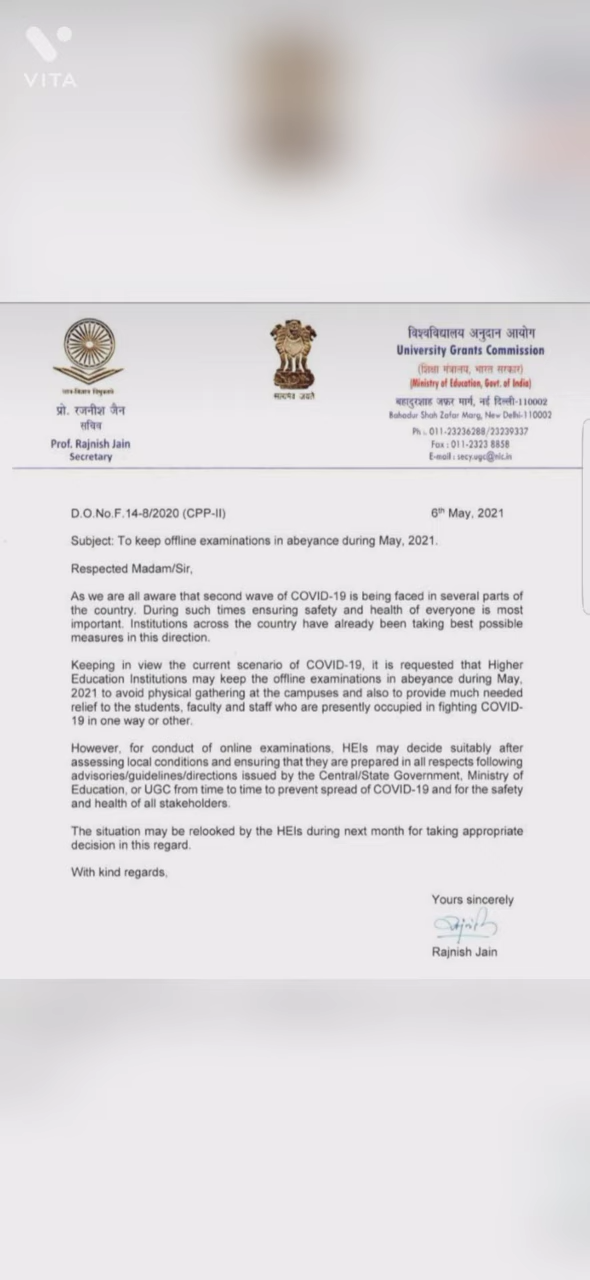 VITA
विश्वविद्यालय अनुदान आयोग
University Grants Commission
(शिक्षा मंत्रालय, भारत सरकार)
(Ministry of Education, Govt. of India)
बहादुरशाह ज़फ़र मार्ग, नई दिल्ली-110002
Bahadur Shah Zafar Marg, New Delhi-110002
Ph : 011-23236288/23239337
Fax : 011-2323 8858
E-mail : secy.ugc@nic.in
ज्ञान-विज्ञान विमुक्तये
सत्यमेव जयते
प्रो. रजनीश जैन
सचिव
Prof. Rajnish Jain
Secretary
D.O.No.F.14-8/2020 (CPP-II)
6th May, 2021
Subject: To keep offline examinations in abeyance during May, 2021.
Respected Madam/Sir,
As we are all aware that second wave of COVID-19 is being faced in several parts of
the country. During such times ensuring safety and health of everyone is most
important. Institutions across the country have already been taking best possible
measures in this direction.
Keeping in view the current scenario of COVID-19, it is requested that Higher
Education Institutions may keep the offline examinations in abeyance during May,
2021 to avoid physical gathering at the campuses and also to provide much needed
relief to the students, faculty and staff who are presently occupied in fighting COVID-
19 in one way or other.
However, for conduct of online examinations, HEIs may decide suitably after
assessing local conditions and ensuring that they are prepared in all respects following
advisories/guidelines/directions issued by the Central/State Government, Ministry of
Education, or UGC from time to time to prevent spread of COVID-19 and for the safety
and health of all stakeholders.
The situation may be relooked by the HEIs during next month for taking appropriate
decision in this regard.
With kind regards,
Yours sincerely
Rajnish
Rajnish Jain